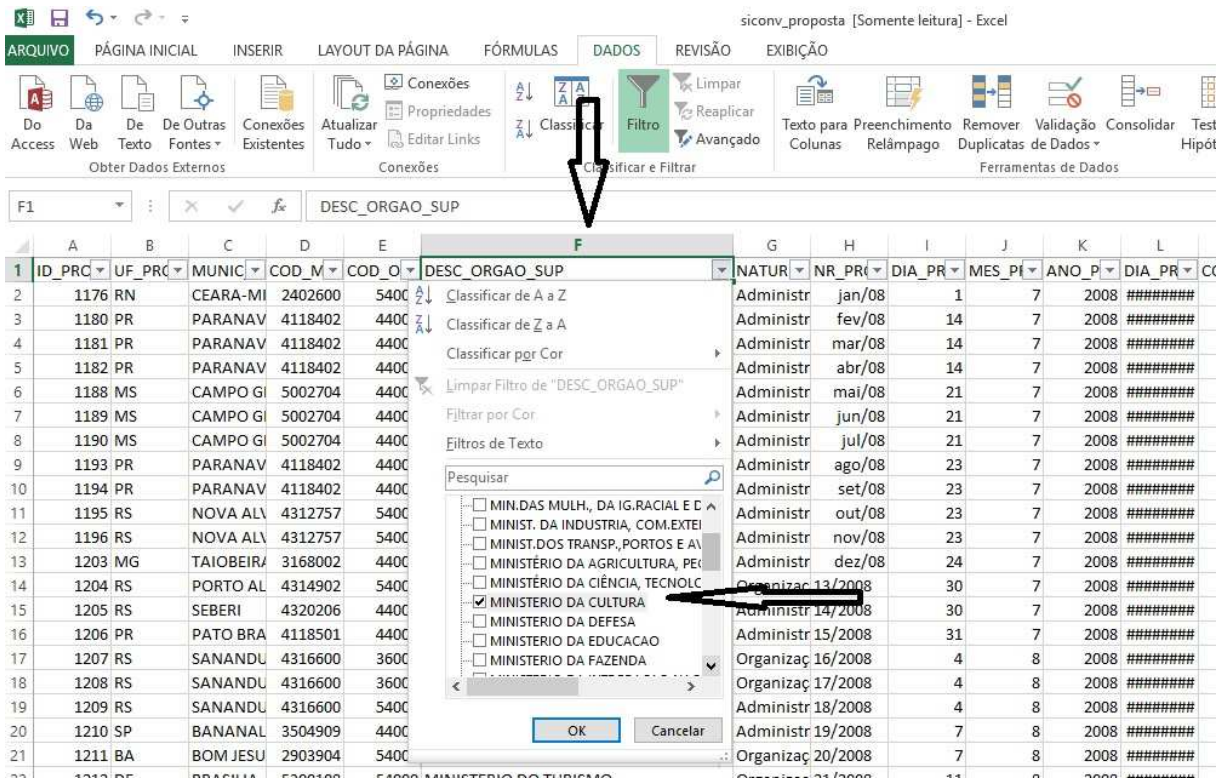 siconv_proposta [Somente leitura] - Excel
ARQUIVO PÁGINA INICIAL INSERIR LAYOUT DA PÁGINA FÓRMULAS DADOS REVISÃO EXIBIÇÃO
Do Access Da Web De Texto De Outras Fontes Conexões Existentes
Obter Dados Externos
Atualizar Tudo
Conexões
Propriedades
Editar Links
Conexões
Classificar
Filtro
Limpar
Reaplicar
Avançado
Classificar e Filtrar
Texto para Colunas Preenchimento Relâmpago Remover Duplicatas Validação de Dados Consolidar Test Hipót
Ferramentas de Dados
F1 fx DESC_ORGAO_SUP
A B C D E F G H I J K L
1 ID_PRC UF_PR( MUNIC COD_M COD_O DESC_ORGAO_SUP NATUR NR_PR( DIA_PR MES_PI ANO_P DIA_PR CO
2 1176 RN CEARA-MI 2402600 5400 Administr jan/08 1 7 2008 ########
3 1180 PR PARANAV 4118402 4400 Administr fev/08 14 7 2008 ########
4 1181 PR PARANAV 4118402 4400 Administr mar/08 14 7 2008 ########
5 1182 PR PARANAV 4118402 4400 Administr abr/08 14 7 2008 ########
6 1188 MS CAMPO GI 5002704 4400 Administr mai/08 21 7 2008 ########
7 1189 MS CAMPO GI 5002704 4400 Administr jun/08 21 7 2008 ########
8 1190 MS CAMPO GI 5002704 4400 Administr jul/08 21 7 2008 ########
9 1193 PR PARANAV 4118402 4400 Administr ago/08 23 7 2008 ########
10 1194 PR PARANAV 4118402 4400 Administr set/08 23 7 2008 ########
11 1195 RS NOVA ALV 4312757 5400 Administr out/08 23 7 2008 ########
12 1196 RS NOVA ALV 4312757 5400 Administr nov/08 23 7 2008 ########
13 1203 MG TAIOBEIRA 3168002 4400 Administr dez/08 24 7 2008 ########
14 1204 RS PORTO AL 4314902 5400 Organizaç 13/2008 30 7 2008 ########
15 1205 RS SEBERI 4320206 4400 Administr 14/2008 30 7 2008 ########
16 1206 PR PATO BRA 4118501 4400 Administr 15/2008 31 7 2008 ########
17 1207 RS SANANDU 4316600 3600 Organizaç 16/2008 4 8 2008 ########
18 1208 RS SANANDU 4316600 3600 Organizaç 17/2008 4 8 2008 ########
19 1209 RS SANANDU 4316600 5400 Administr 18/2008 4 8 2008 ########
20 1210 SP BANANAL 3504909 4400 Administr 19/2008 7 8 2008 ########
21 1211 BA BOM JESU 2903904 5400 Organizaç 20/2008 7 8 2008 ########
Classificar de A a Z
Classificar de Z a A
Classificar por Cor
Limpar Filtro de "DESC_ORGAO_SUP"
Filtrar por Cor
Filtros de Texto
Pesquisar
MIN.DAS MULH., DA IG.RACIAL E D
MINIST. DA INDUSTRIA, COM.EXTEI
MINIST.DOS TRANSP.,PORTOS E AV
MINISTÉRIO DA AGRICULTURA, PEC
MINISTÉRIO DA CIÊNCIA, TECNOLC
MINISTERIO DA CULTURA
MINISTERIO DA DEFESA
MINISTERIO DA EDUCACAO
MINISTERIO DA FAZENDA
OK Cancelar